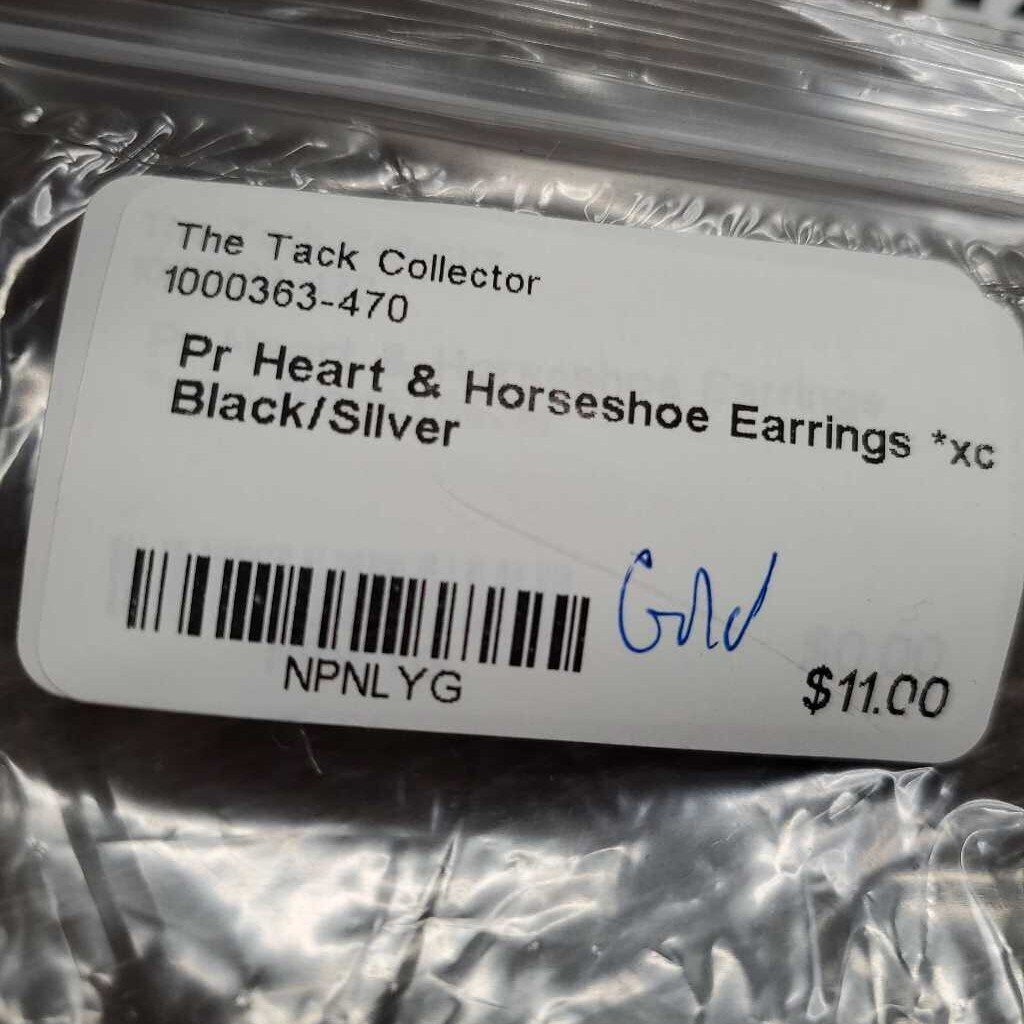 The Tack Collector
1000363-470
Pr Heart & Horseshoe Earrings *xc
Black/Silver
Gold
NPNLYG
$11.00